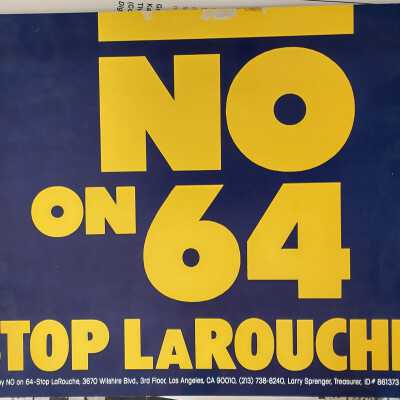 NO
ON 64
STOP LAROUCHE
by NO on 64-Stop LaRouche, 3670 Wilshire Blvd., 3rd Floor, Los Angeles, CA 90010, (213) 738-8240, Larry Sprenger, Treasurer, ID# 861373